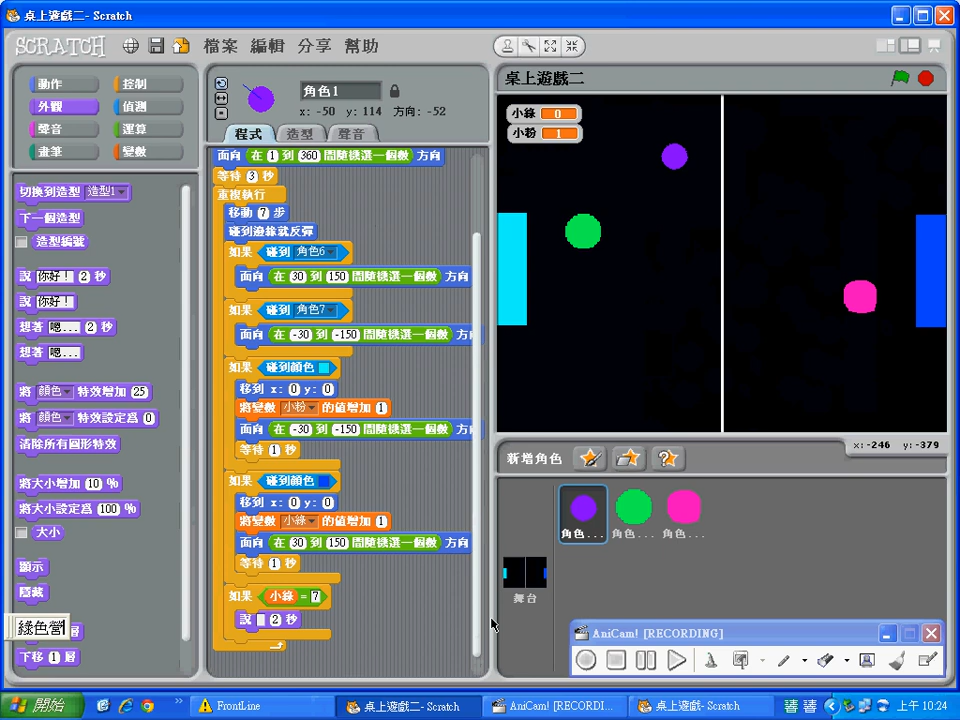 桌上遊戲二- Scratch
SCRATCH 檔案 編輯 分享 幫助
動作 控制
外觀 偵測
聲音 運算
畫筆 變數
切換到造型 造型1
下一個造型
造型編號
說 你好！ 2 秒
說 你好！
想著 嗯... 2 秒
想著 嗯...
將 顏色 特效增加 25
將 顏色 特效設定為 0
清除所有圖形特效
將大小增加 10 %
將大小設定為 100 %
大小
顯示
隱藏
綠色營
層
下移 1 層
角色1
x: -50 y: 114 方向: -52
程式 造型 聲音
面向 在 1 到 360 間隨機選一個數 方向
等待 3 秒
重複執行
移動 7 步
碰到邊緣就反彈
如果 碰到 角色6
面向 在 30 到 150 間隨機選一個數 方向
如果 碰到 角色7
面向 在 -30 到 -150 間隨機選一個數
如果 碰到顏色
移到 x: 0 y: 0
將變數 小粉 的值增加 1
面向 在 -30 到 -150 間隨機選一個數
等待 1 秒
如果 碰到顏色
移到 x: 0 y: 0
將變數 小綠 的值增加 1
面向 在 30 到 150 間隨機選一個數 方向
等待 1 秒
如果 小綠 = 7
說 2 秒
桌上遊戲二
小綠 0
小粉 1
x: -246 y: -379
新增角色
角色... 角色... 角色...
舞台
AniCam! [RECORDING]
開始 FrontLine 桌上遊戲二- Scratch AniCam! [RECORDI... 桌上遊戲- Scratch 上午 10:24